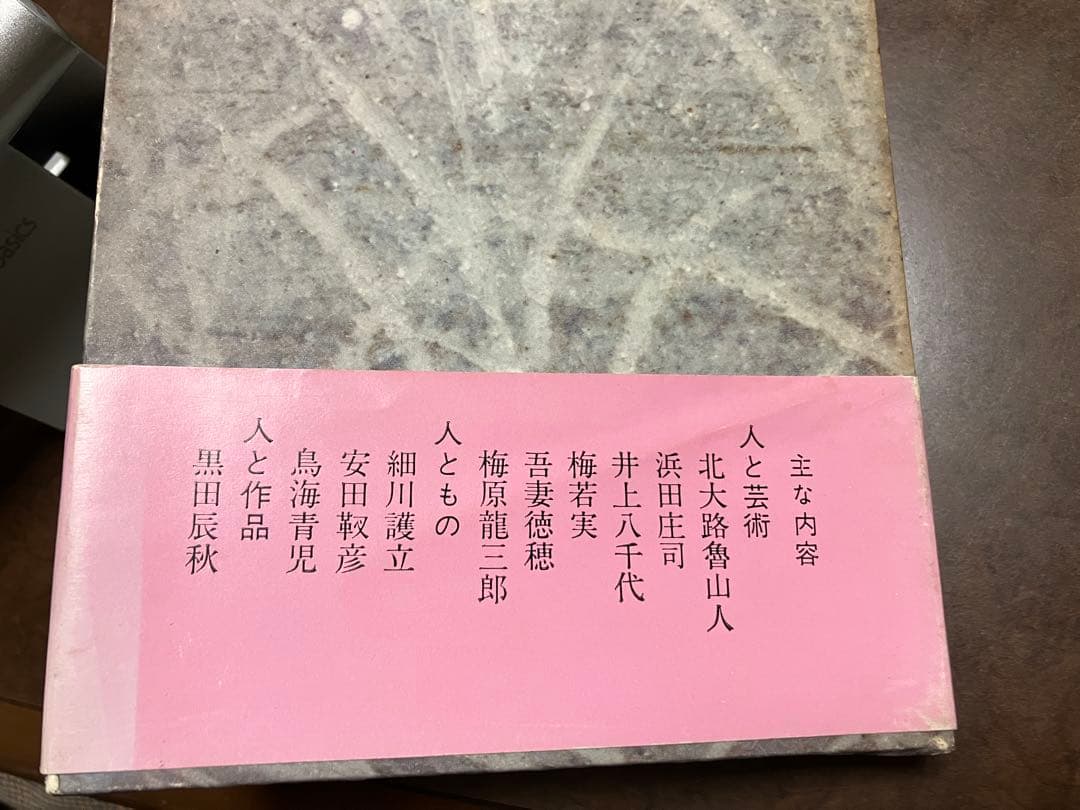 主な内容
人と芸術
北大路魯山人
浜田庄司
井上八千代
梅若実
吾妻徳穂
梅原龍三郎
人ともの
細川護立
安田靫彦
鳥海青児
人と作品
黒田辰秋
basics